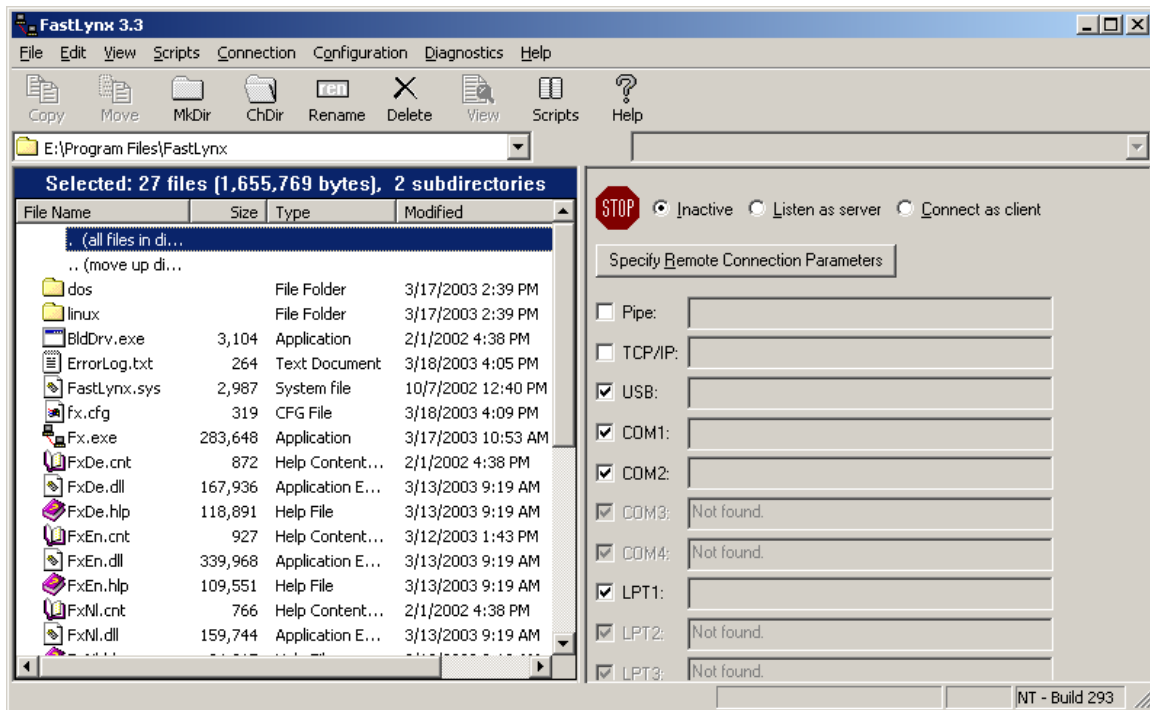 FastLynx 3.3
File Edit View Scripts Connection Configuration Diagnostics Help
ren
Copy Move MkDir ChDir Rename Delete View Scripts Help
E:\Program Files\FastLynx
Selected: 27 files (1,655,769 bytes), 2 subdirectories
File Name Size Type Modified
. (all files in di...
.. (move up di...
dos File Folder 3/17/2003 2:39 PM
linux File Folder 3/17/2003 2:39 PM
BldDrv.exe 3,104 Application 2/1/2002 4:38 PM
ErrorLog.txt 264 Text Document 3/18/2003 4:05 PM
FastLynx.sys 2,987 System file 10/7/2002 12:40 PM
fx.cfg 319 CFG File 3/18/2003 4:09 PM
Fx.exe 283,648 Application 3/17/2003 10:53 AM
FxDe.cnt 872 Help Content... 2/1/2002 4:38 PM
FxDe.dll 167,936 Application E... 3/13/2003 9:19 AM
FxDe.hlp 118,891 Help File 3/13/2003 9:19 AM
FxEn.cnt 927 Help Content... 3/12/2003 1:43 PM
FxEn.dll 339,968 Application E... 3/13/2003 9:19 AM
FxEn.hlp 109,551 Help File 3/13/2003 9:19 AM
FxNl.cnt 766 Help Content... 2/1/2002 4:38 PM
FxNl.dll 159,744 Application E... 3/13/2003 9:19 AM
STOP Inactive Listen as server Connect as client
Specify Remote Connection Parameters
Pipe:
TCP/IP:
USB:
COM1:
COM2:
COM3: Not found.
COM4: Not found.
LPT1:
LPT2: Not found.
LPT3: Not found.
NT - Build 293